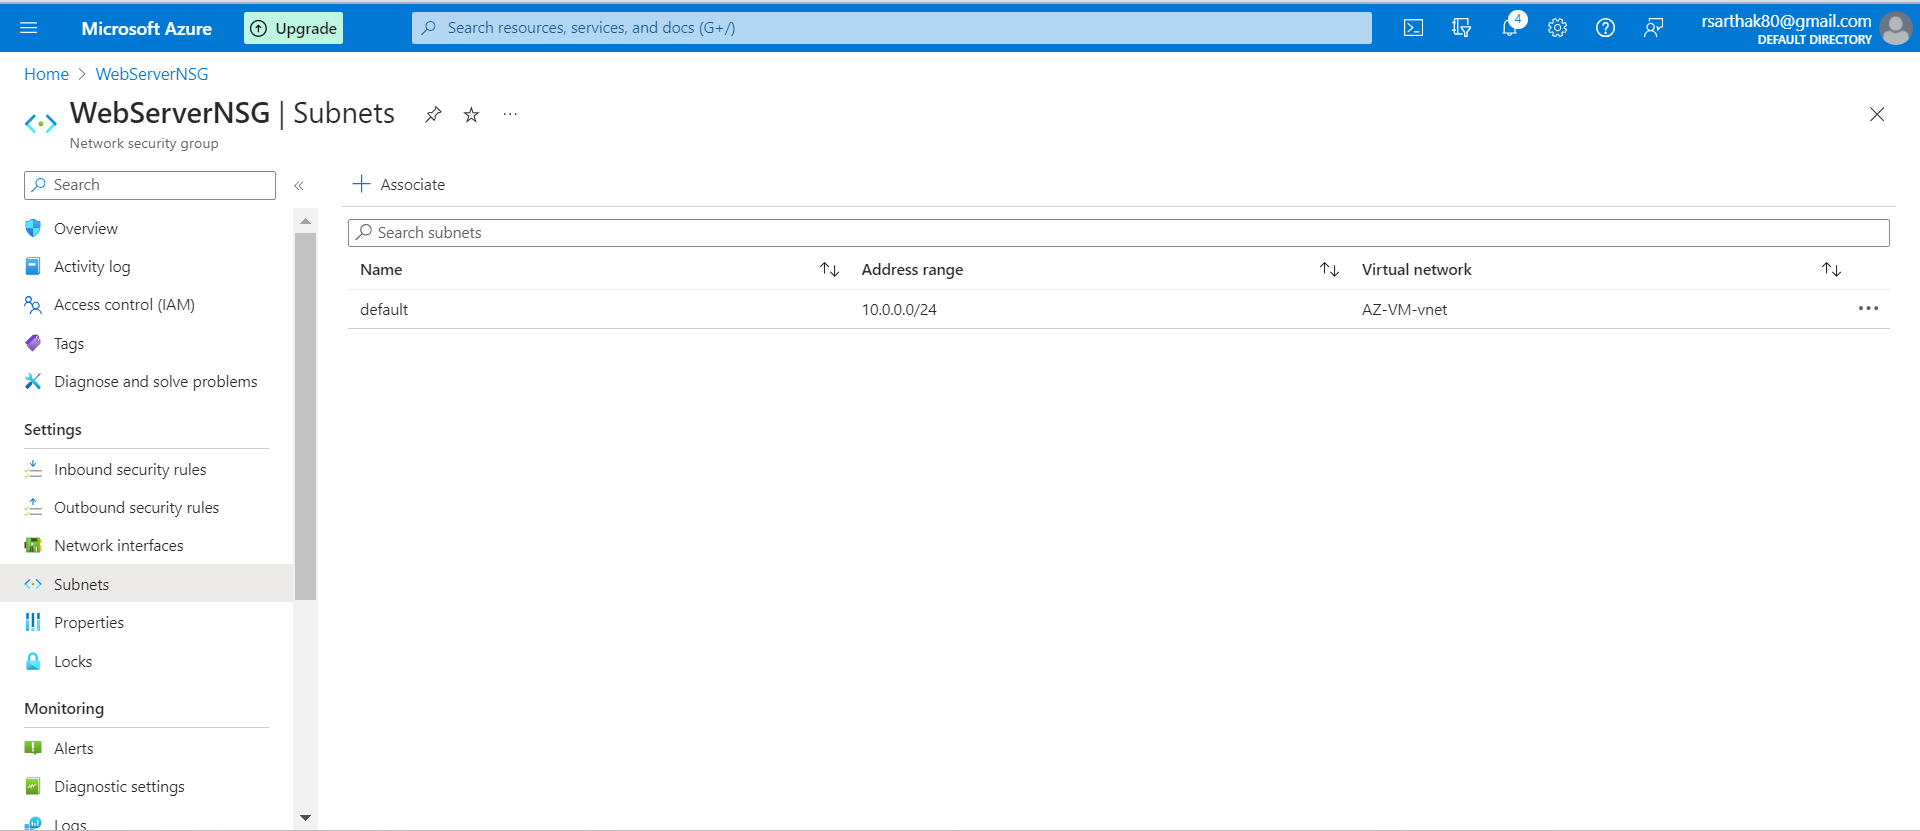 Microsoft Azure
Upgrade
Search resources, services, and docs (G+/)
4
rsarthak80@gmail.com
DEFAULT DIRECTORY
Home > WebServerNSG
WebServerNSG | Subnets
Network security group
Search
Overview
Activity log
Access control (IAM)
Tags
Diagnose and solve problems
Settings
Inbound security rules
Outbound security rules
Network interfaces
Subnets
Properties
Locks
Monitoring
Alerts
Diagnostic settings
Logs
Associate
Search subnets
Name Address range Virtual network
default 10.0.0.0/24 AZ-VM-vnet